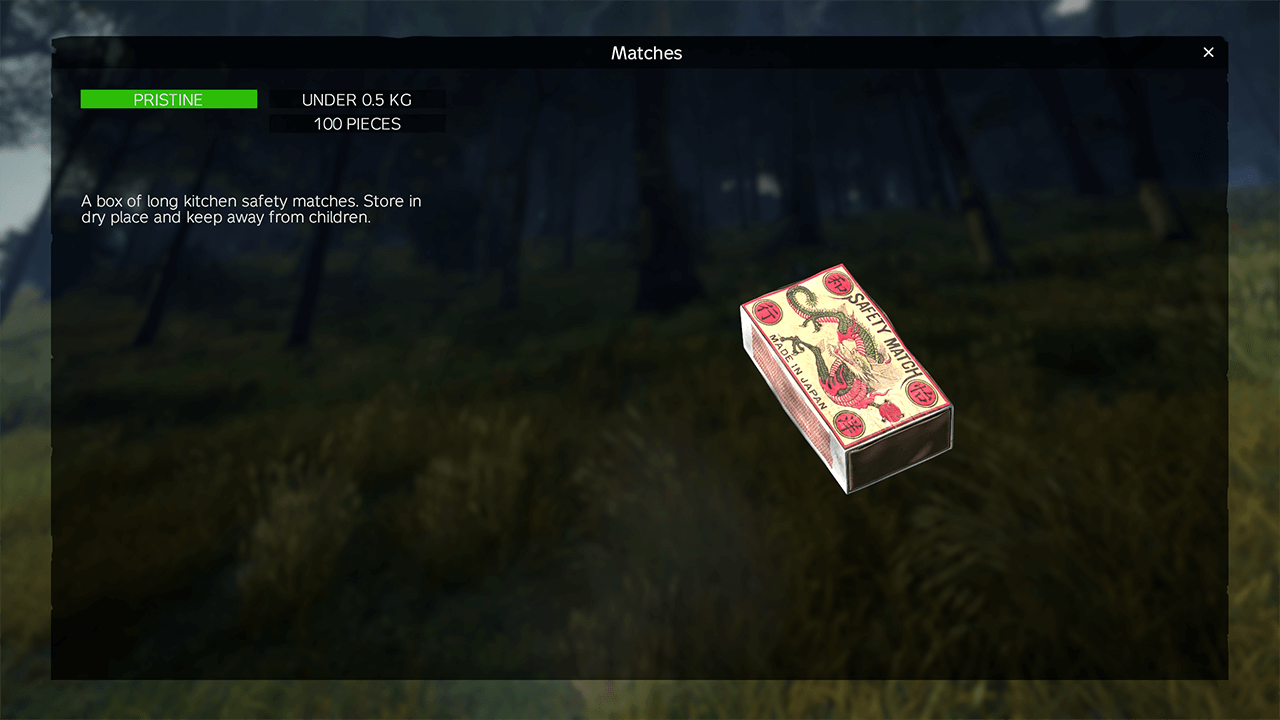 Matches
×
PRISTINE
UNDER 0.5 KG
100 PIECES
A box of long kitchen safety matches. Store in
dry place and keep away from children.
SAFETY MATCH
MADE IN JAPAN
行